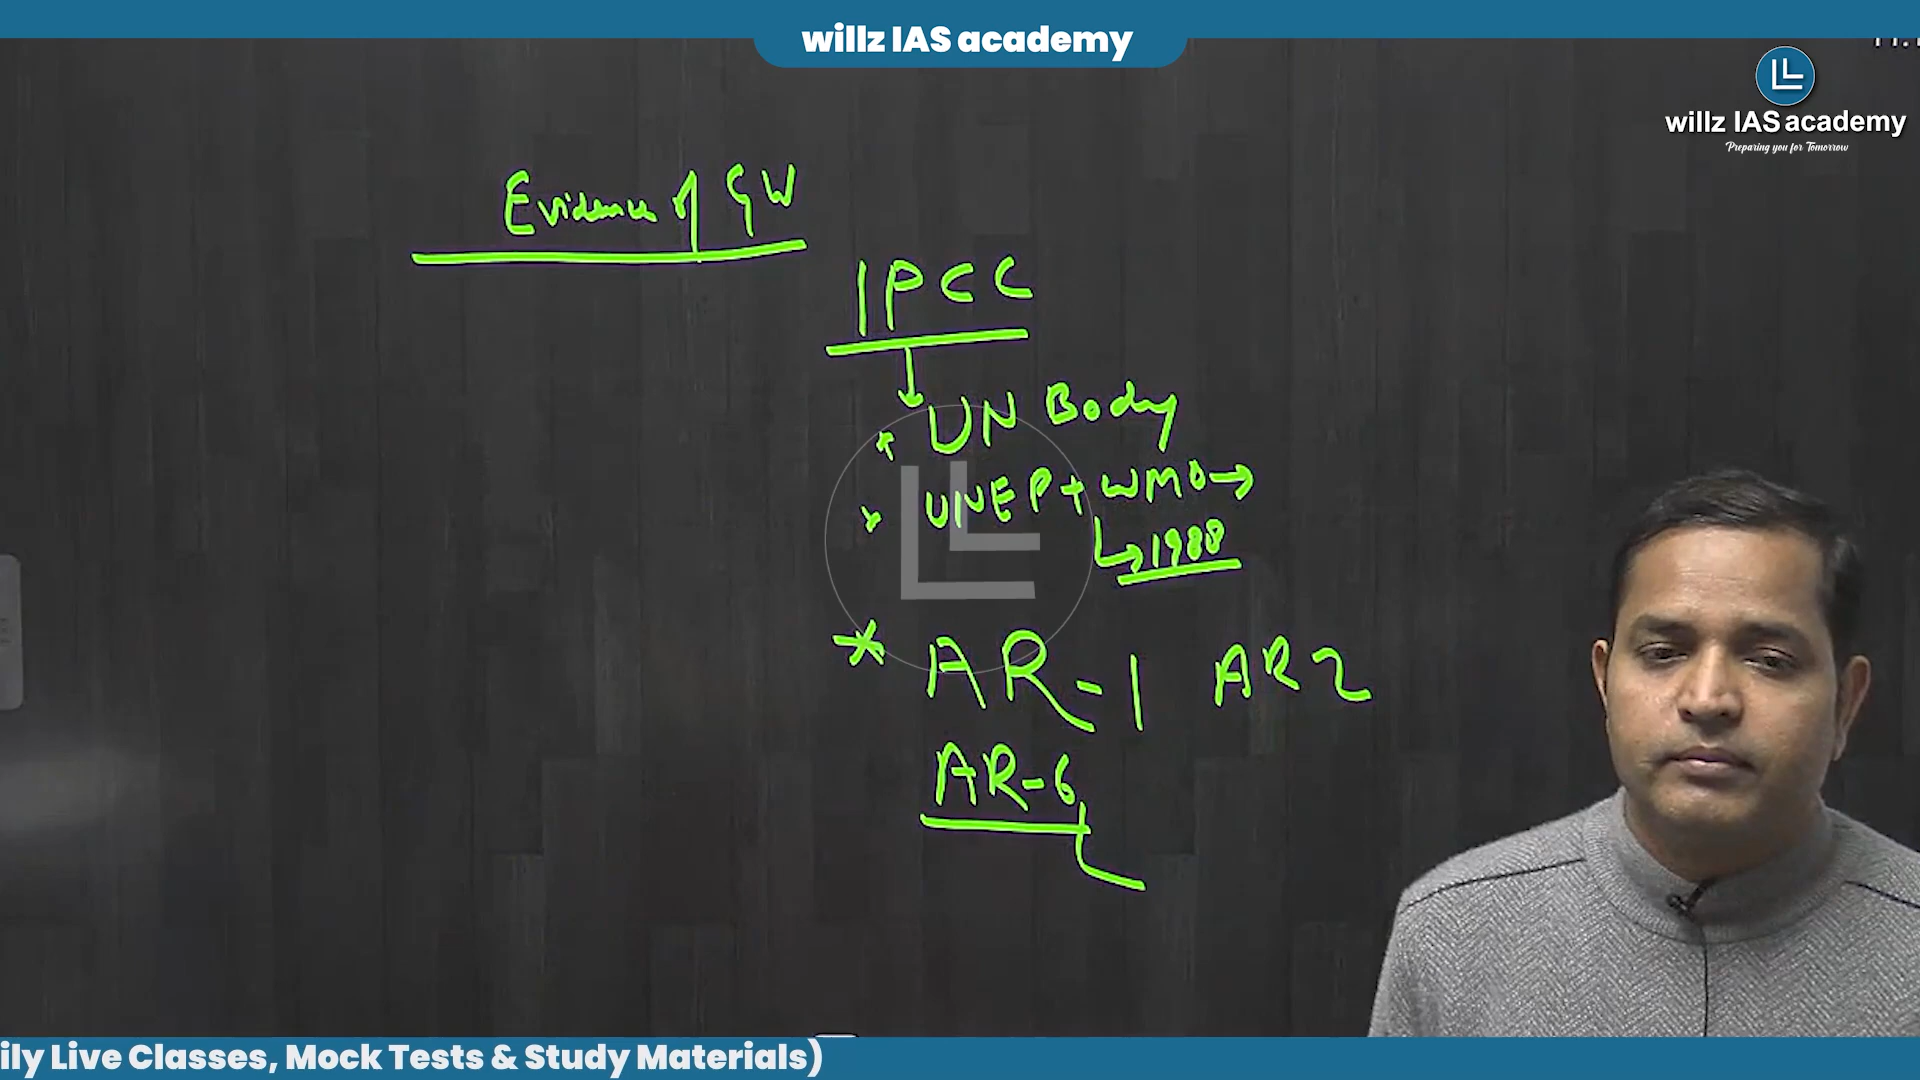 willz IAS academy
willz IAS academy
Preparing you for Tomorrow
Evidence of GW
IPCC
* UN Body
* UNEP + WMO →
↳ 1988
* AR-1 AR2
AR-6
ily Live Classes, Mock Tests & Study Materials)